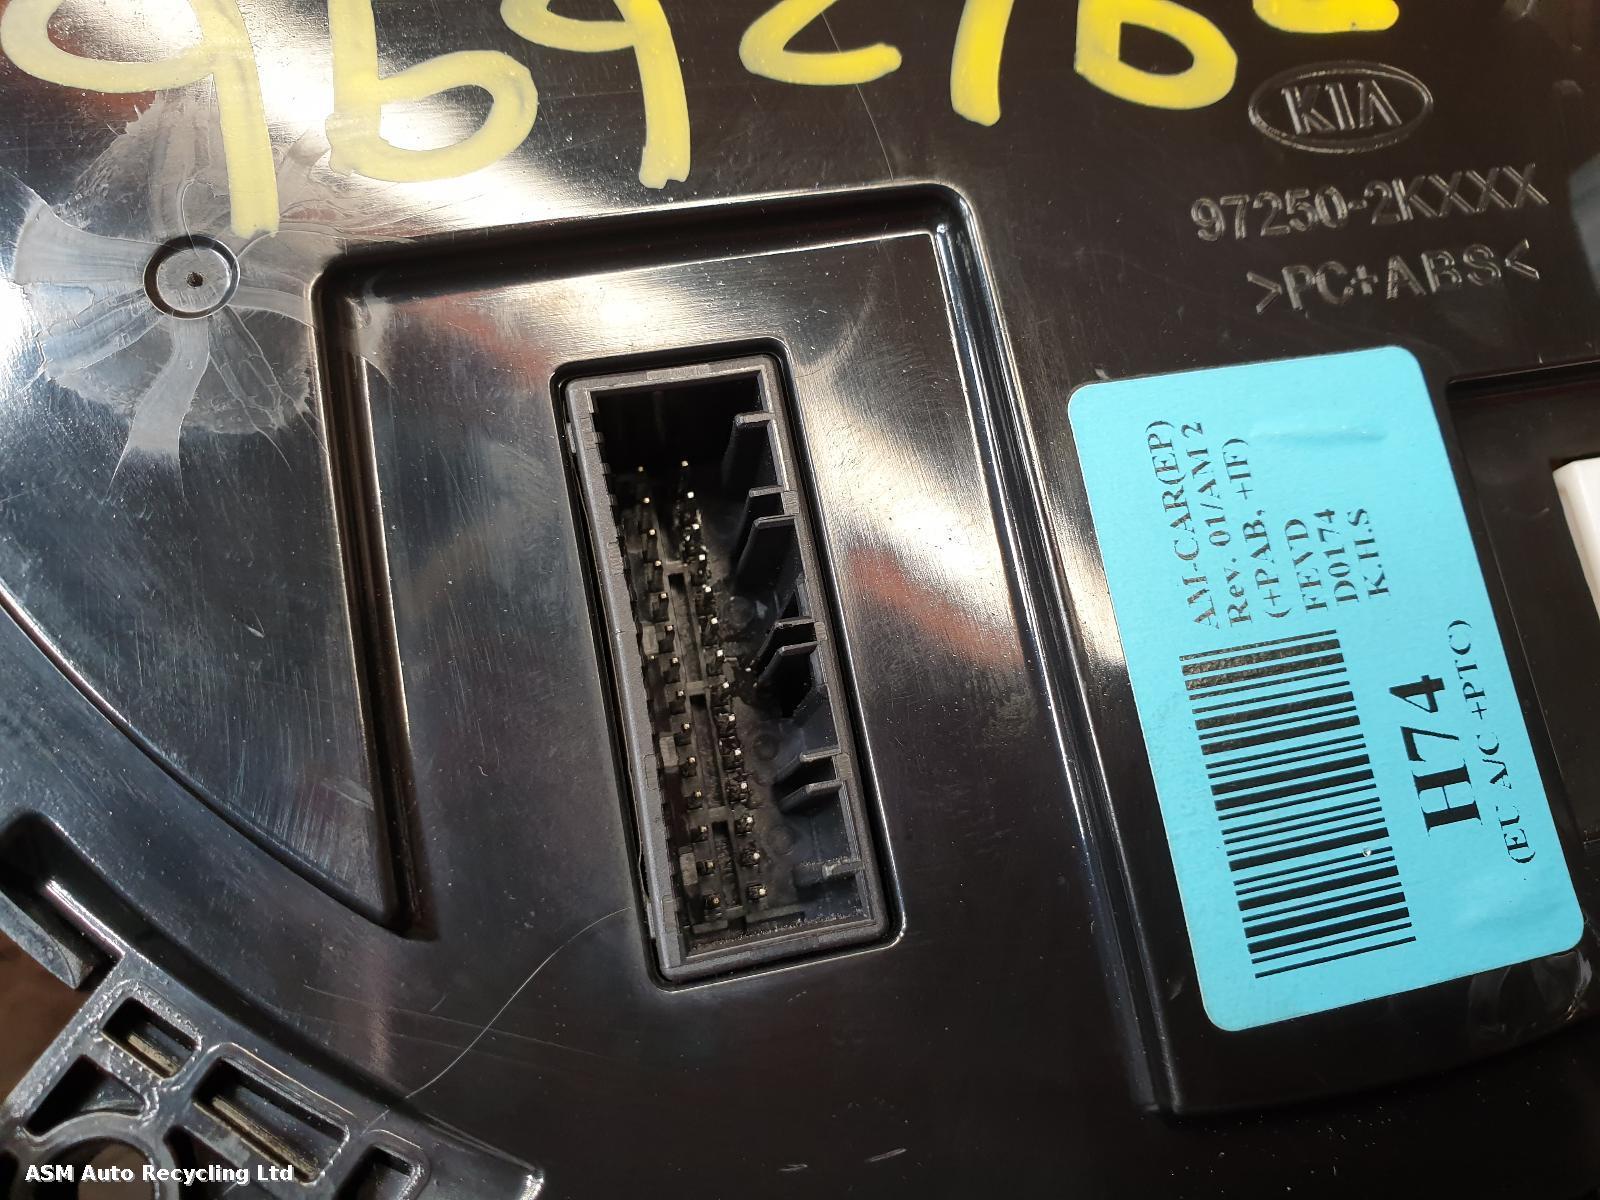 KIA
97250-2KXXX
>PC+ABS<
AM-CAR(EP)
Rev. 01/AM 2
(+PAB, +IF)
FEVD
D0174
K.H.S
H74
(EU A/C +PTC)
ASM Auto Recycling Ltd